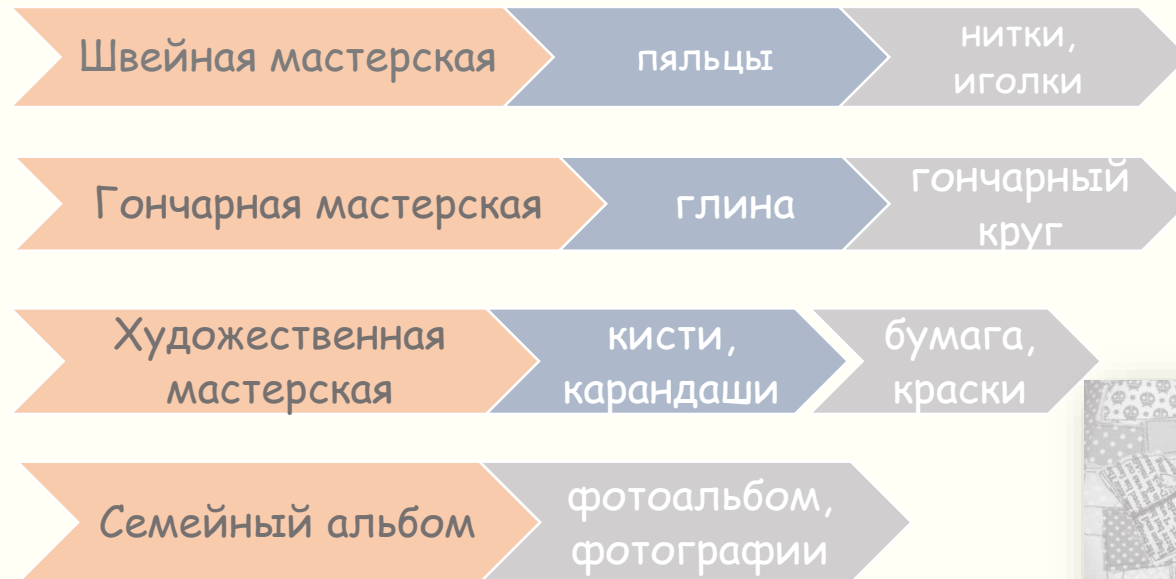 Швейная мастерская
пяльцы
нитки,
иголки
Гончарная мастерская
глина
гончарный
круг
Художественная
мастерская
кисти,
карандаши
бумага,
краски
Семейный альбом
фотоальбом,
фотографии